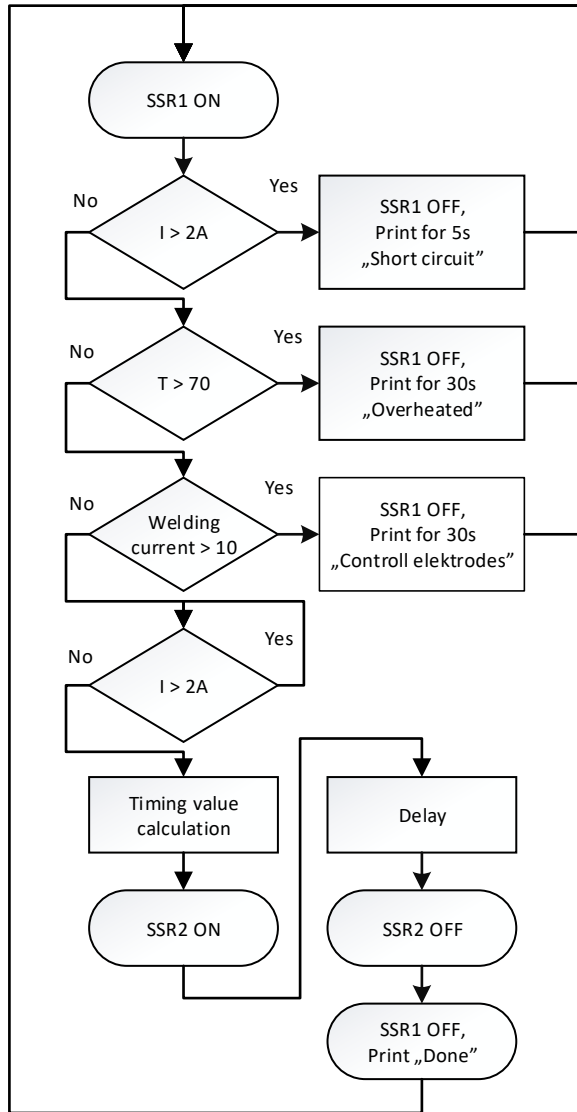 SSR1 ON
No
Yes
I > 2A
SSR1 OFF,
Print for 5s
„Short circuit”
No
Yes
T > 70
SSR1 OFF,
Print for 30s
„Overheated”
No
Yes
Welding
current > 10
SSR1 OFF,
Print for 30s
„Controll elektrodes”
No
Yes
I > 2A
Timing value
calculation
Delay
SSR2 ON
SSR2 OFF
SSR1 OFF,
Print „Done”